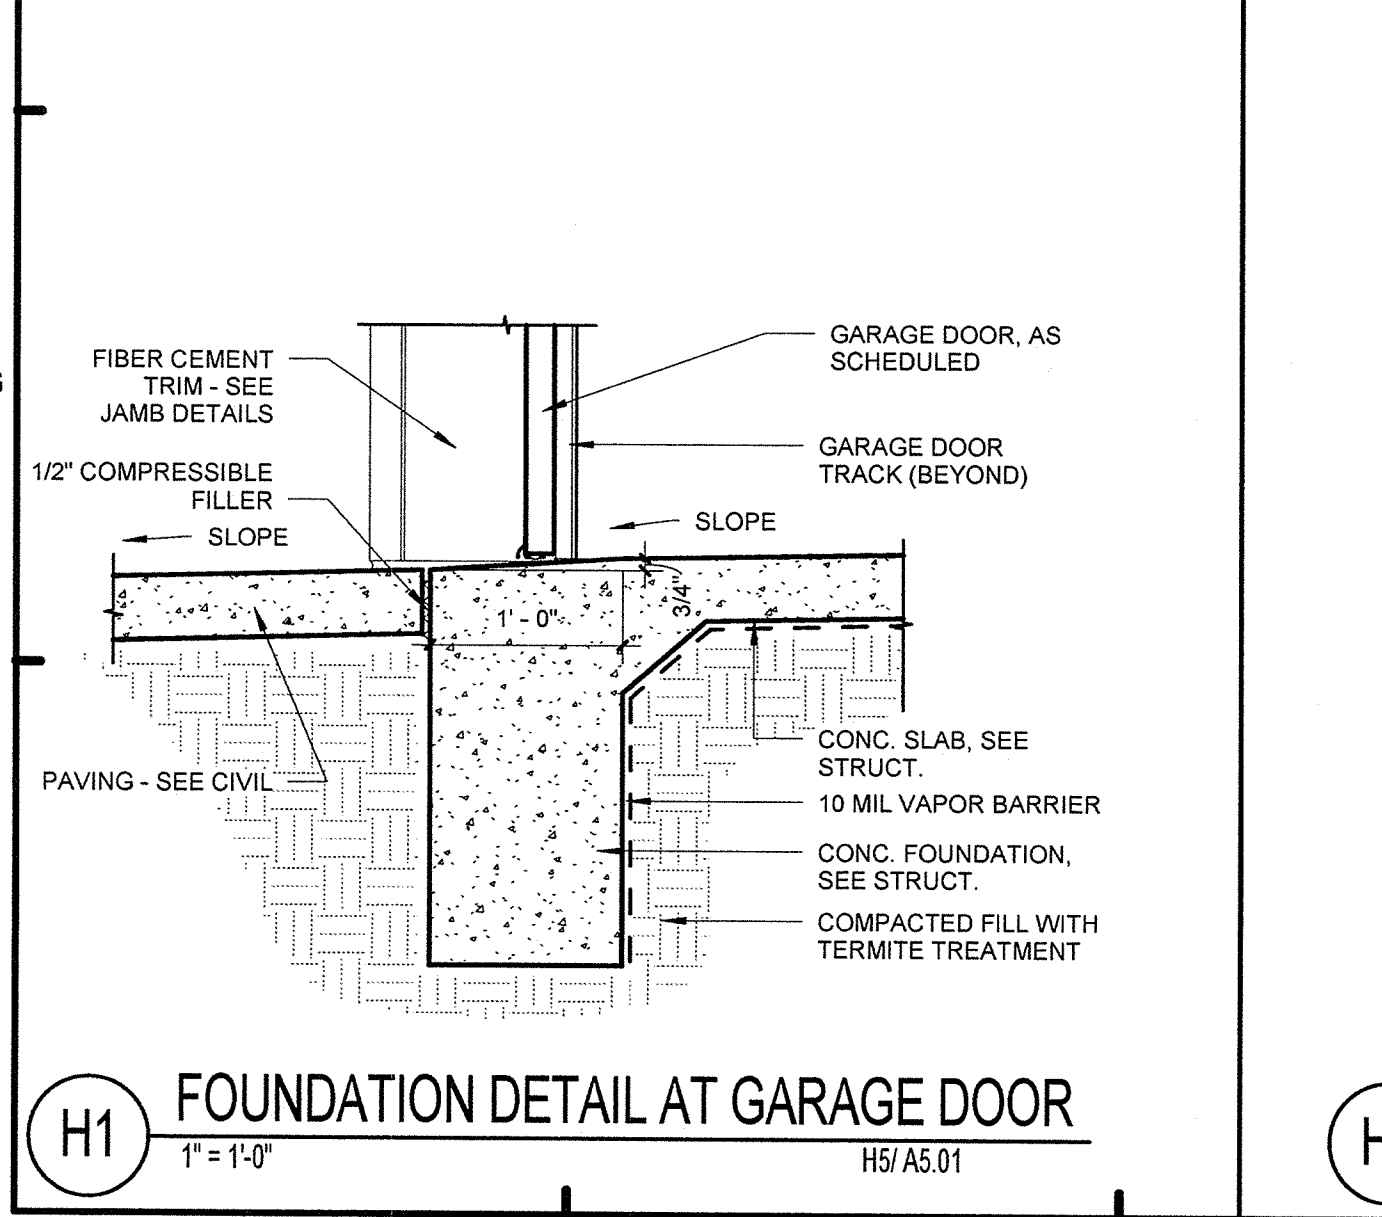 FIBER CEMENT
TRIM - SEE
JAMB DETAILS
1/2" COMPRESSIBLE
FILLER
SLOPE
GARAGE DOOR, AS
SCHEDULED
GARAGE DOOR
TRACK (BEYOND)
SLOPE
1' - 0"
3/4"
PAVING - SEE CIVIL
CONC. SLAB, SEE
STRUCT.
10 MIL VAPOR BARRIER
CONC. FOUNDATION,
SEE STRUCT.
COMPACTED FILL WITH
TERMITE TREATMENT
H1
FOUNDATION DETAIL AT GARAGE DOOR
1" = 1'-0"
H5/ A5.01